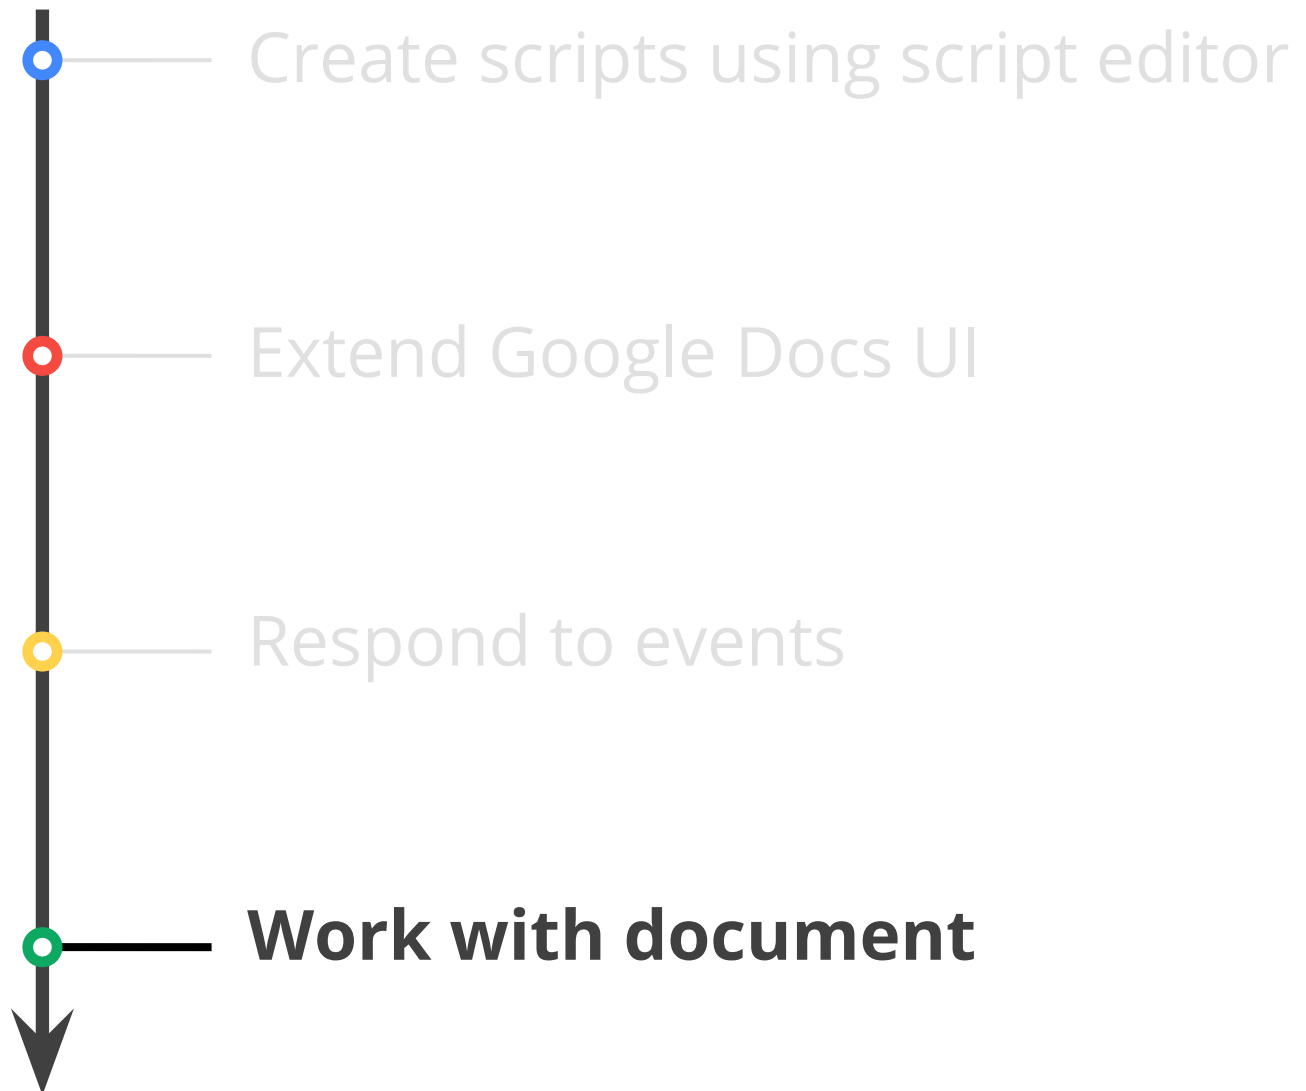 Create scripts using script editor
Extend Google Docs UI
Respond to events
Work with document